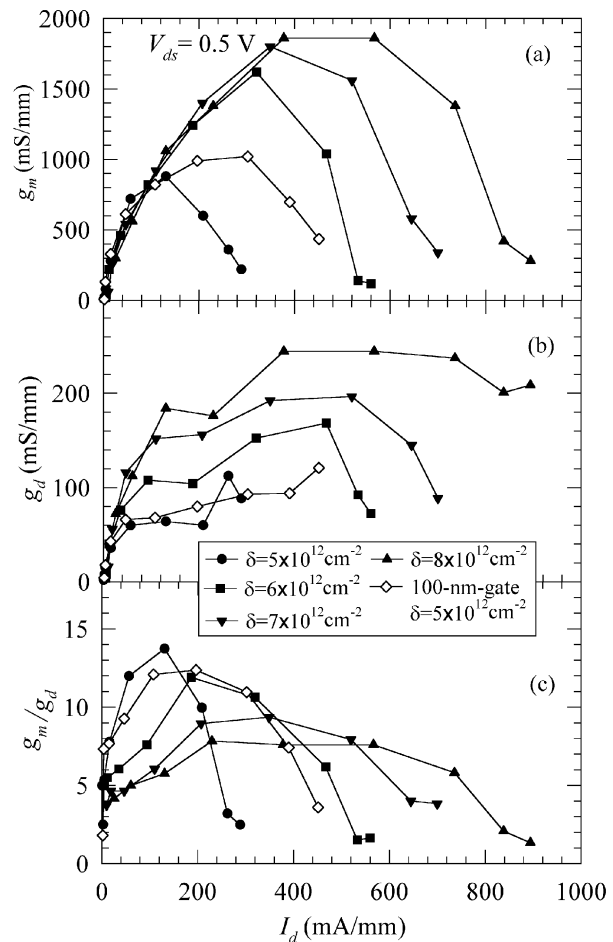 2000
V_ds = 0.5 V
(a)
1500
1000
500
0
g_m (mS/mm)
(b)
200
100
0
g_d (mS/mm)
δ=5x10^12cm^-2
δ=8x10^12cm^-2
δ=6x10^12cm^-2
100-nm-gate
δ=7x10^12cm^-2
δ=5x10^12cm^-2
15
(c)
10
5
0
g_m/g_d
0 200 400 600 800 1000
I_d (mA/mm)